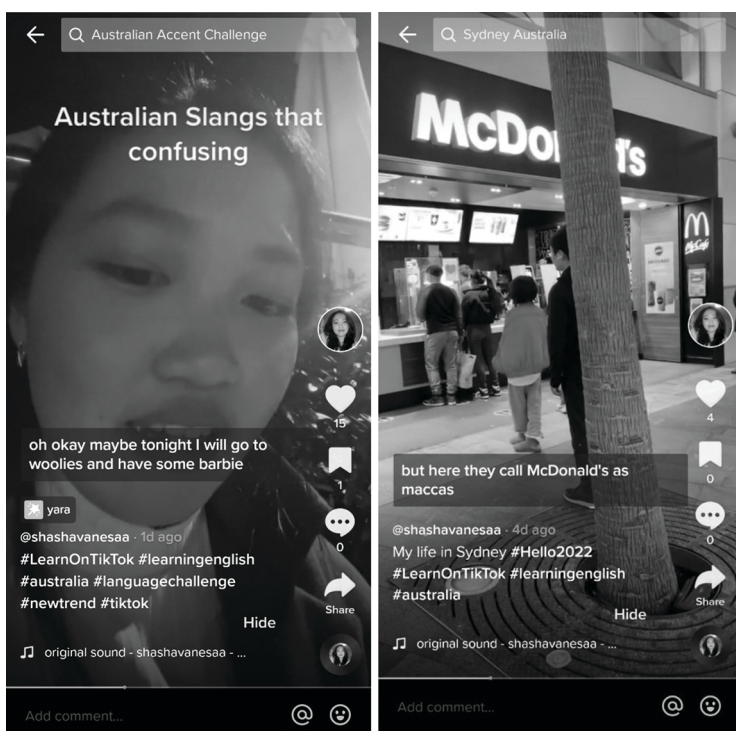 Australian Accent Challenge
Australian Slangs that
confusing
15
oh okay maybe tonight I will go to
woolies and have some barbie
1
yara
@shashavanesaa · 1d ago
0
#LearnOnTikTok #learningenglish
#australia #languagechallenge
#newtrend #tiktok
Share
Hide
original sound - shashavanesaa - ...
Add comment...
Sydney Australia
McDonald's
McCafé
4
but here they call McDonald's as
maccas
0
@shashavanesaa · 4d ago
0
My life in Sydney #Hello2022
#LearnOnTikTok #learningenglish
#australia
Share
Hide
original sound - shashavanesaa - ...
Add comment...